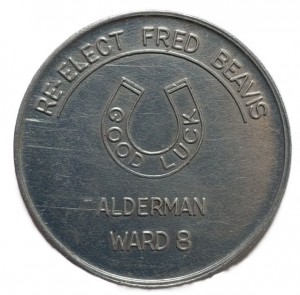 RE-ELECT FRED BEAVIS
GOOD LUCK
ALDERMAN
WARD 8